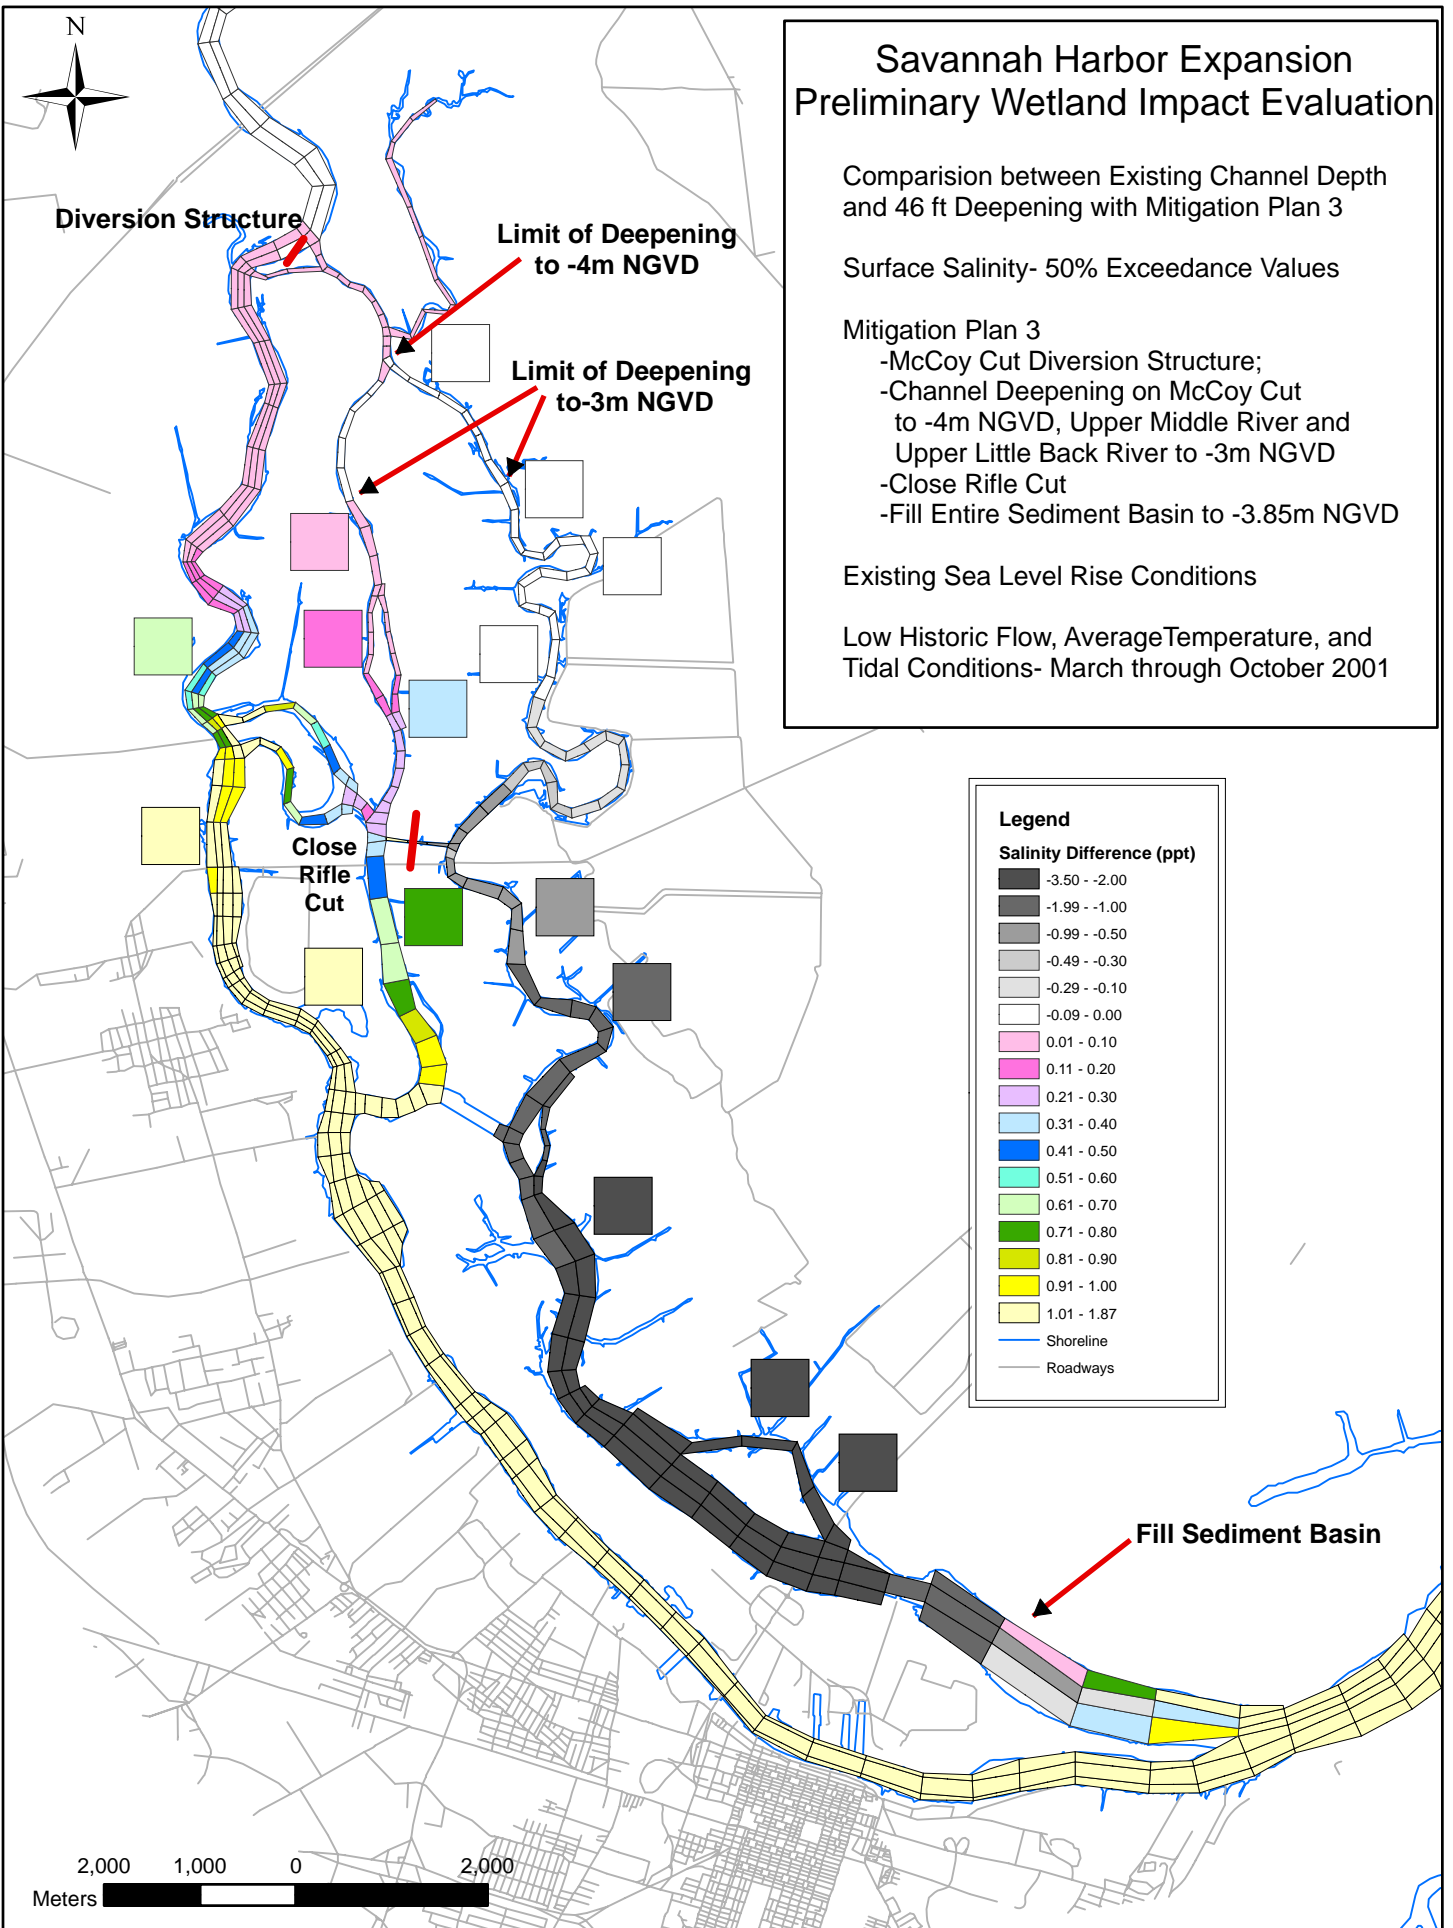 N
Savannah Harbor Expansion
Preliminary Wetland Impact Evaluation
Comparision between Existing Channel Depth
and 46 ft Deepening with Mitigation Plan 3
Surface Salinity- 50% Exceedance Values
Mitigation Plan 3
-McCoy Cut Diversion Structure;
-Channel Deepening on McCoy Cut
to -4m NGVD, Upper Middle River and
Upper Little Back River to -3m NGVD
-Close Rifle Cut
-Fill Entire Sediment Basin to -3.85m NGVD
Existing Sea Level Rise Conditions
Low Historic Flow, AverageTemperature, and
Tidal Conditions- March through October 2001
Diversion Structure
Limit of Deepening
to -4m NGVD
Limit of Deepening
to-3m NGVD
Close
Rifle
Cut
Legend
Salinity Difference (ppt)
-3.50 - -2.00
-1.99 - -1.00
-0.99 - -0.50
-0.49 - -0.30
-0.29 - -0.10
-0.09 - 0.00
0.01 - 0.10
0.11 - 0.20
0.21 - 0.30
0.31 - 0.40
0.41 - 0.50
0.51 - 0.60
0.61 - 0.70
0.71 - 0.80
0.81 - 0.90
0.91 - 1.00
1.01 - 1.87
Shoreline
Roadways
Fill Sediment Basin
2,000 1,000 0 2,000
Meters